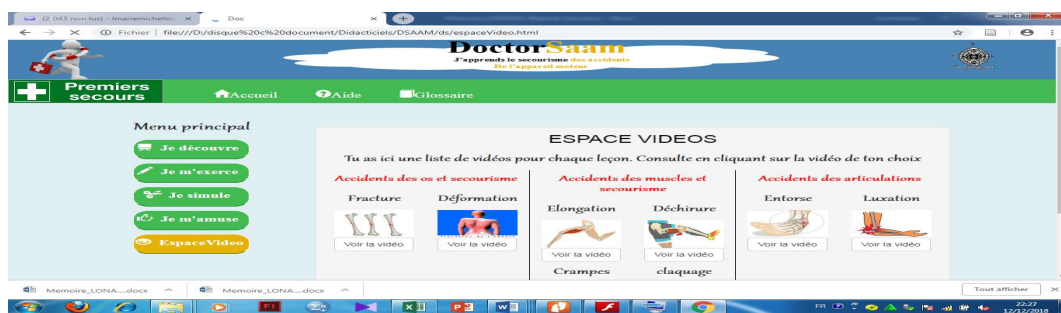 (2 043 non lus) - lmanemichelle
Doc
Fichier | file:///D:/disque%20c%20document/Didacticiels/DSAAM/ds/espaceVideo.html
DoctorSaam
J'apprends le secourisme des accidents
De l'appareil moteur
Premiers
secours
Accueil
Aide
Glossaire
Menu principal
Je découvre
Je m'exerce
Je simule
Je m'amuse
EspaceVideo
ESPACE VIDEOS
Tu as ici une liste de vidéos pour chaque leçon. Consulte en cliquant sur la vidéo de ton choix
Accidents des os et secourisme
Fracture
Déformation
Voir la vidéo
Voir la vidéo
Accidents des muscles et
secourisme
Elongation
Déchirure
Voir la vidéo
Voir la vidéo
Crampes
claquage
Accidents des articulations
Entorse
Luxation
Voir la vidéo
Voir la vidéo
Memoire_LONA....docx
Memoire_LONA....docx
Tout afficher
FR
22:27
12/12/2018